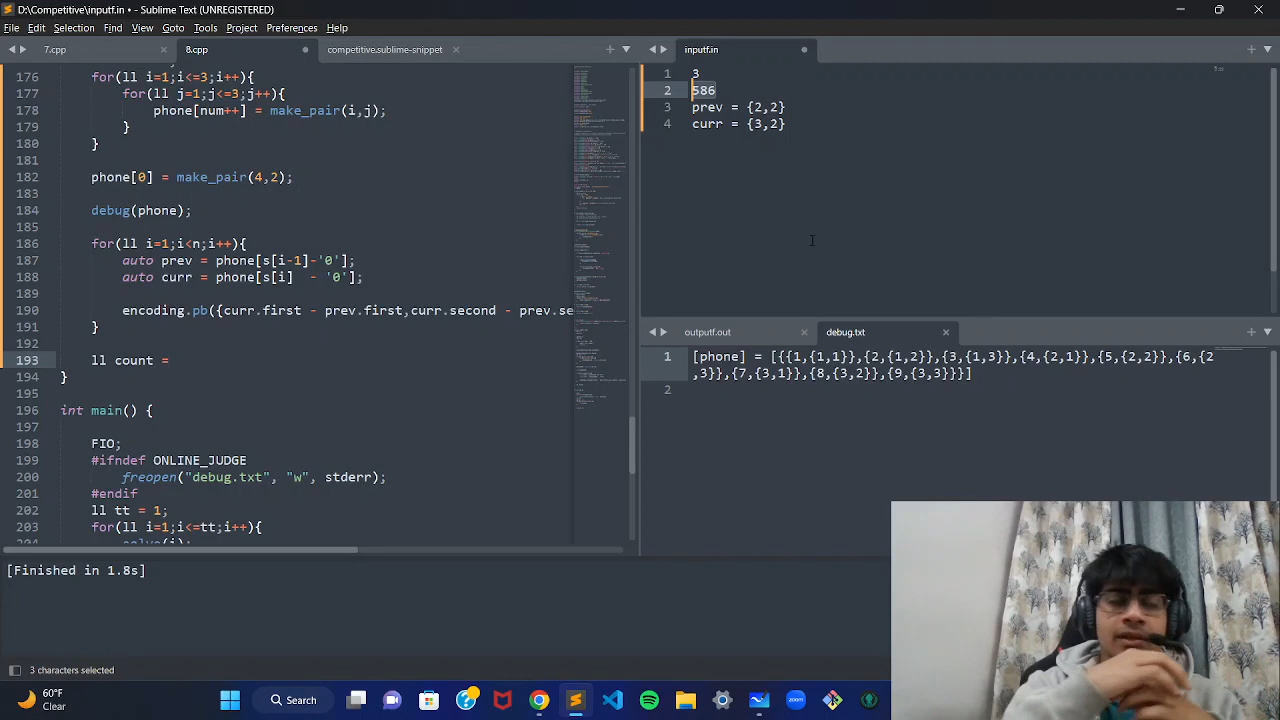 D:\Competitive\inputf.in • - Sublime Text (UNREGISTERED)
File Edit Selection Find View Goto Tools Project Preferences Help
7.cpp
8.cpp
competitive.sublime-snippet
176 for(ll i=1;i<=3;i++){
177 for(ll j=1;j<=3;j++){
178 phone[num++] = make_pair(i,j);
179 }
180 }
181
182 phone[0] = make_pair(4,2);
183
184 debug(phone);
185
186 for(ll i=1;i<n;i++){
187 auto prev = phone[s[i-1]-'0'];
188 auto curr = phone[s[i] - '0'];
189
190 ving.pb({curr.first - prev.first,curr.second - prev.se
191 }
192
193 ll count =
194 }
195
196 int main() {
197
198 FIO;
199 #ifndef ONLINE_JUDGE
200 freopen("debug.txt", "w", stderr);
201 #endif
202 ll tt = 1;
203 for(ll i=1;i<=tt;i++){
204 solve(i);
inputf.in
1 3
2 586
3 prev = {2,2}
4 curr = {3,2}
outputf.out
debug.txt
1 [phone] = [{{1,{1,1}},{2,{1,2}},{3,{1,3}},{4,{2,1}},{5,{2,2}},{6,{2
,3}},{7,{3,1}},{8,{3,2}},{9,{3,3}}}]
2
[Finished in 1.8s]
3 characters selected
60°F
Clear
Search